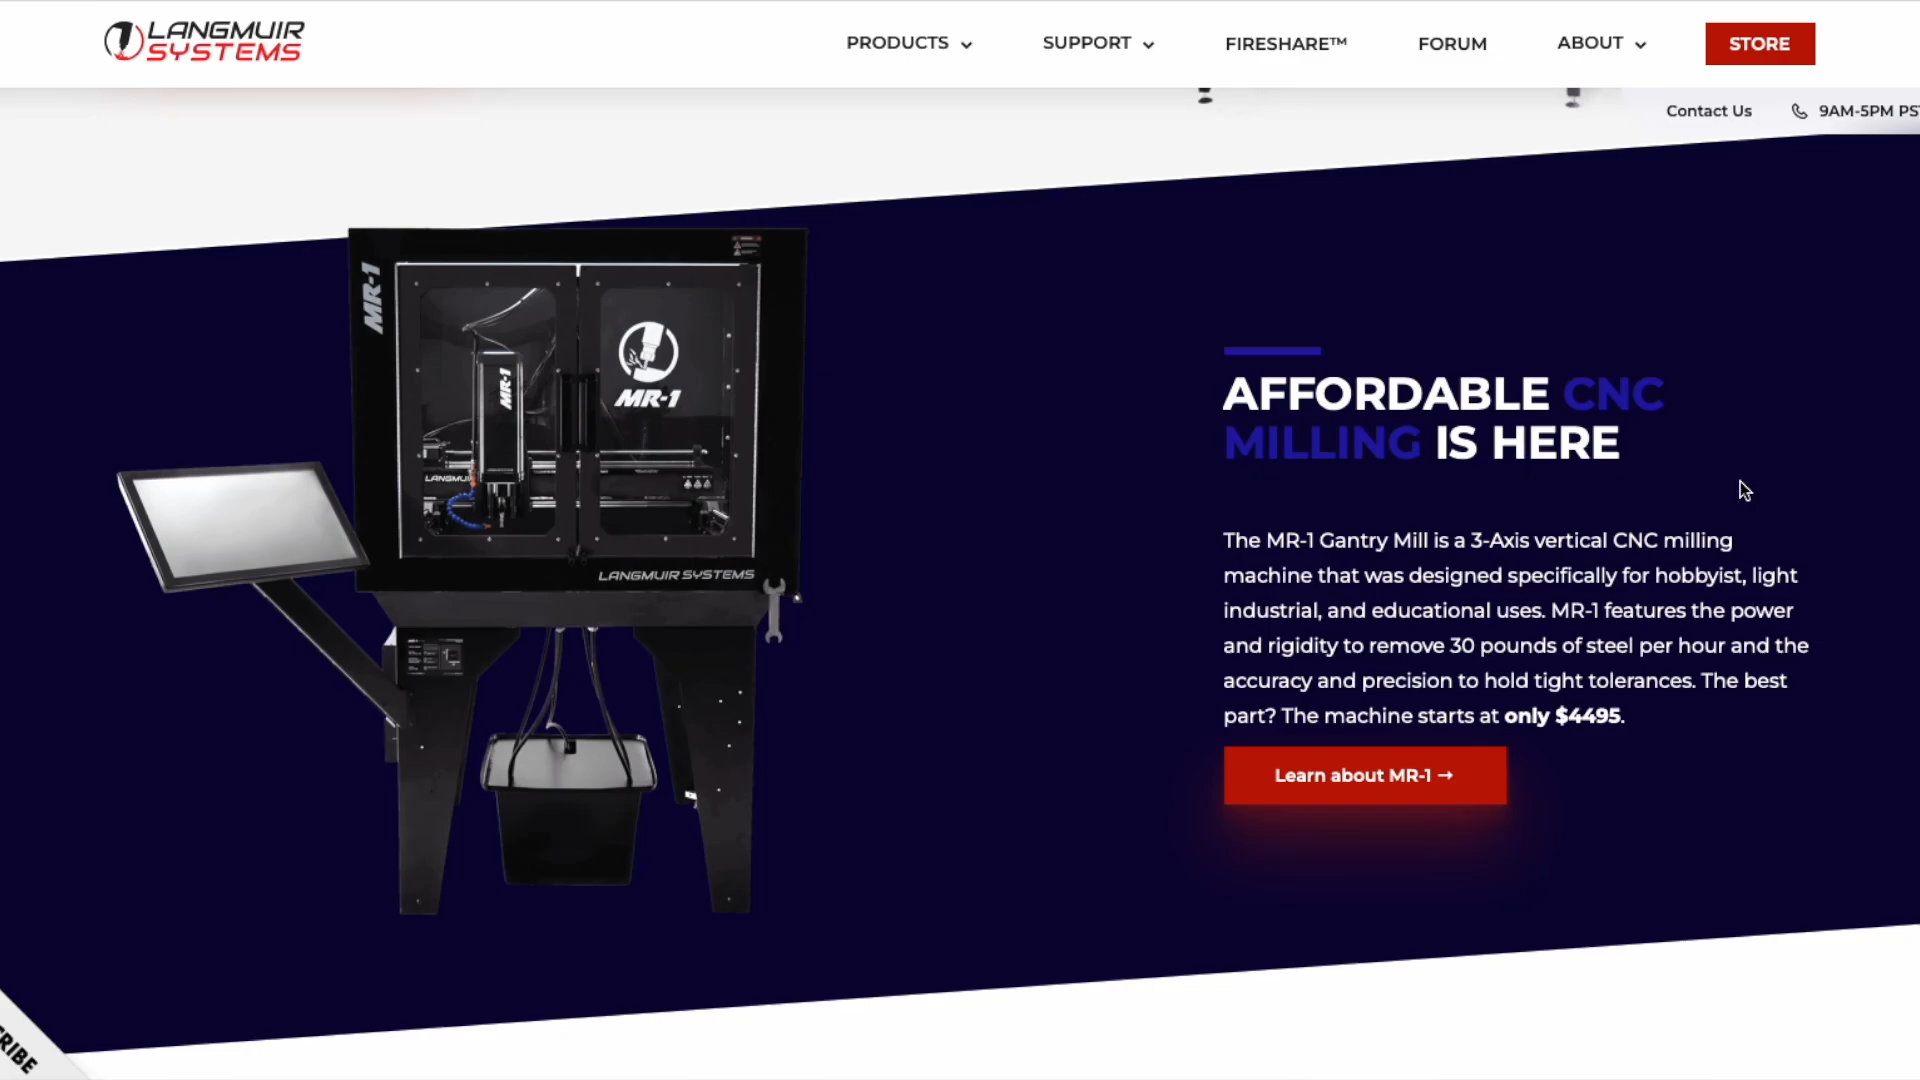 LANGMUIR
SYSTEMS
PRODUCTS
SUPPORT
FIRESHARE™
FORUM
ABOUT
STORE
Contact Us
9AM-5PM PS
MR-1
MR-1
MR-1
LANGMUIR SYSTEMS
AFFORDABLE CNC
MILLING IS HERE
The MR-1 Gantry Mill is a 3-Axis vertical CNC milling
machine that was designed specifically for hobbyist, light
industrial, and educational uses. MR-1 features the power
and rigidity to remove 30 pounds of steel per hour and the
accuracy and precision to hold tight tolerances. The best
part? The machine starts at only $4495.
Learn about MR-1 →
RIBE